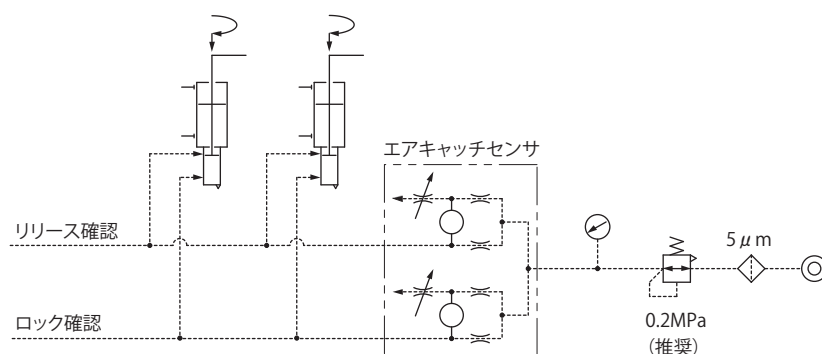 エアキャッチセンサ
リリース確認
5μm
ロック確認
0.2MPa
(推奨)